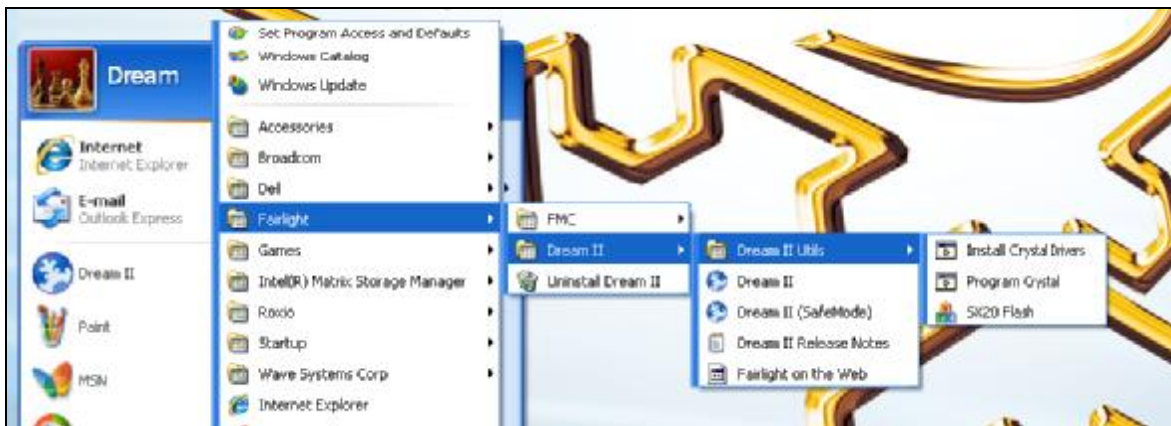 Dream
Internet
Internet Explorer
E-mail
Outlook Express
Dream II
Paint
MSN
Set Program Access and Defaults
Windows Catalog
Windows Update
Accessories
Broadcom
Dell
Fairlight
Games
Intel(R) Matrix Storage Manager
Roxio
Startup
Wave Systems Corp
Internet Explorer
FMC
Dream II
Uninstall Dream II
Dream II Utils
Dream II
Dream II (SafeMode)
Dream II Release Notes
Fairlight on the Web
Install Crystal Drivers
Program Crystal
SX20 Flash